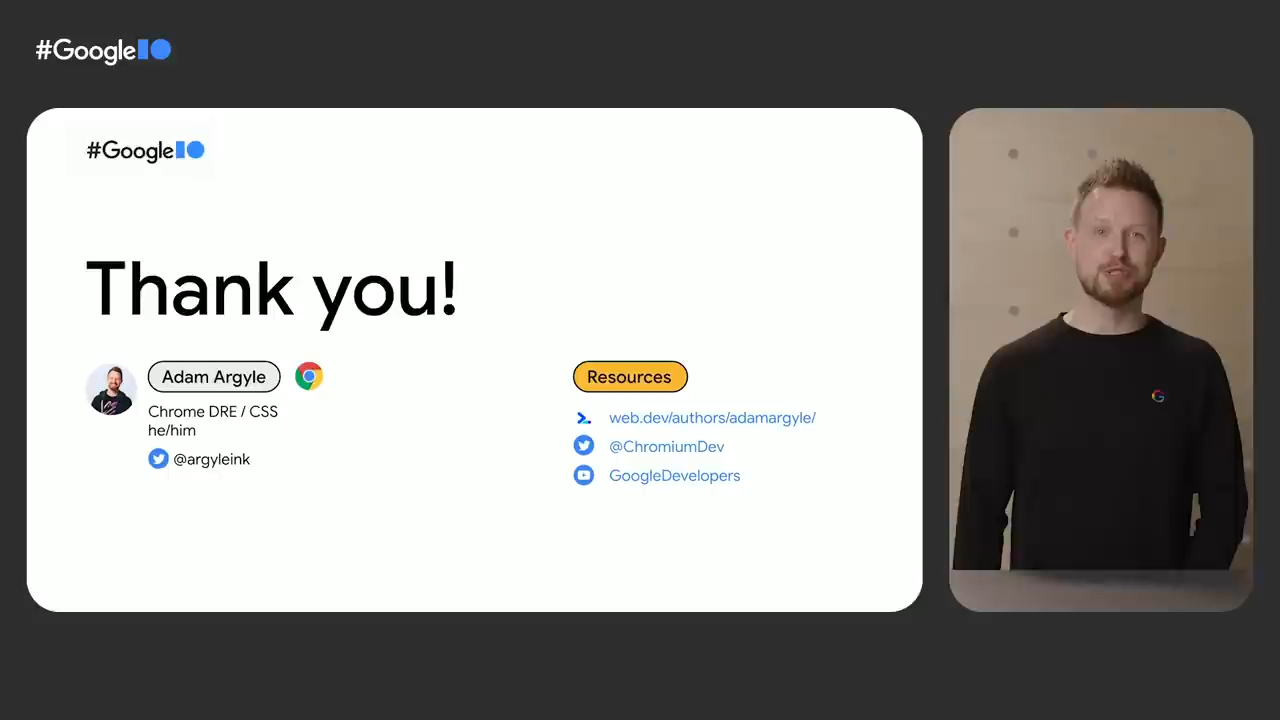 #GoogleIO
#GoogleIO
Thank you!
Adam Argyle
Chrome DRE / CSS
he/him
@argyleink
Resources
web.dev/authors/adamargyle/
@ChromiumDev
GoogleDevelopers